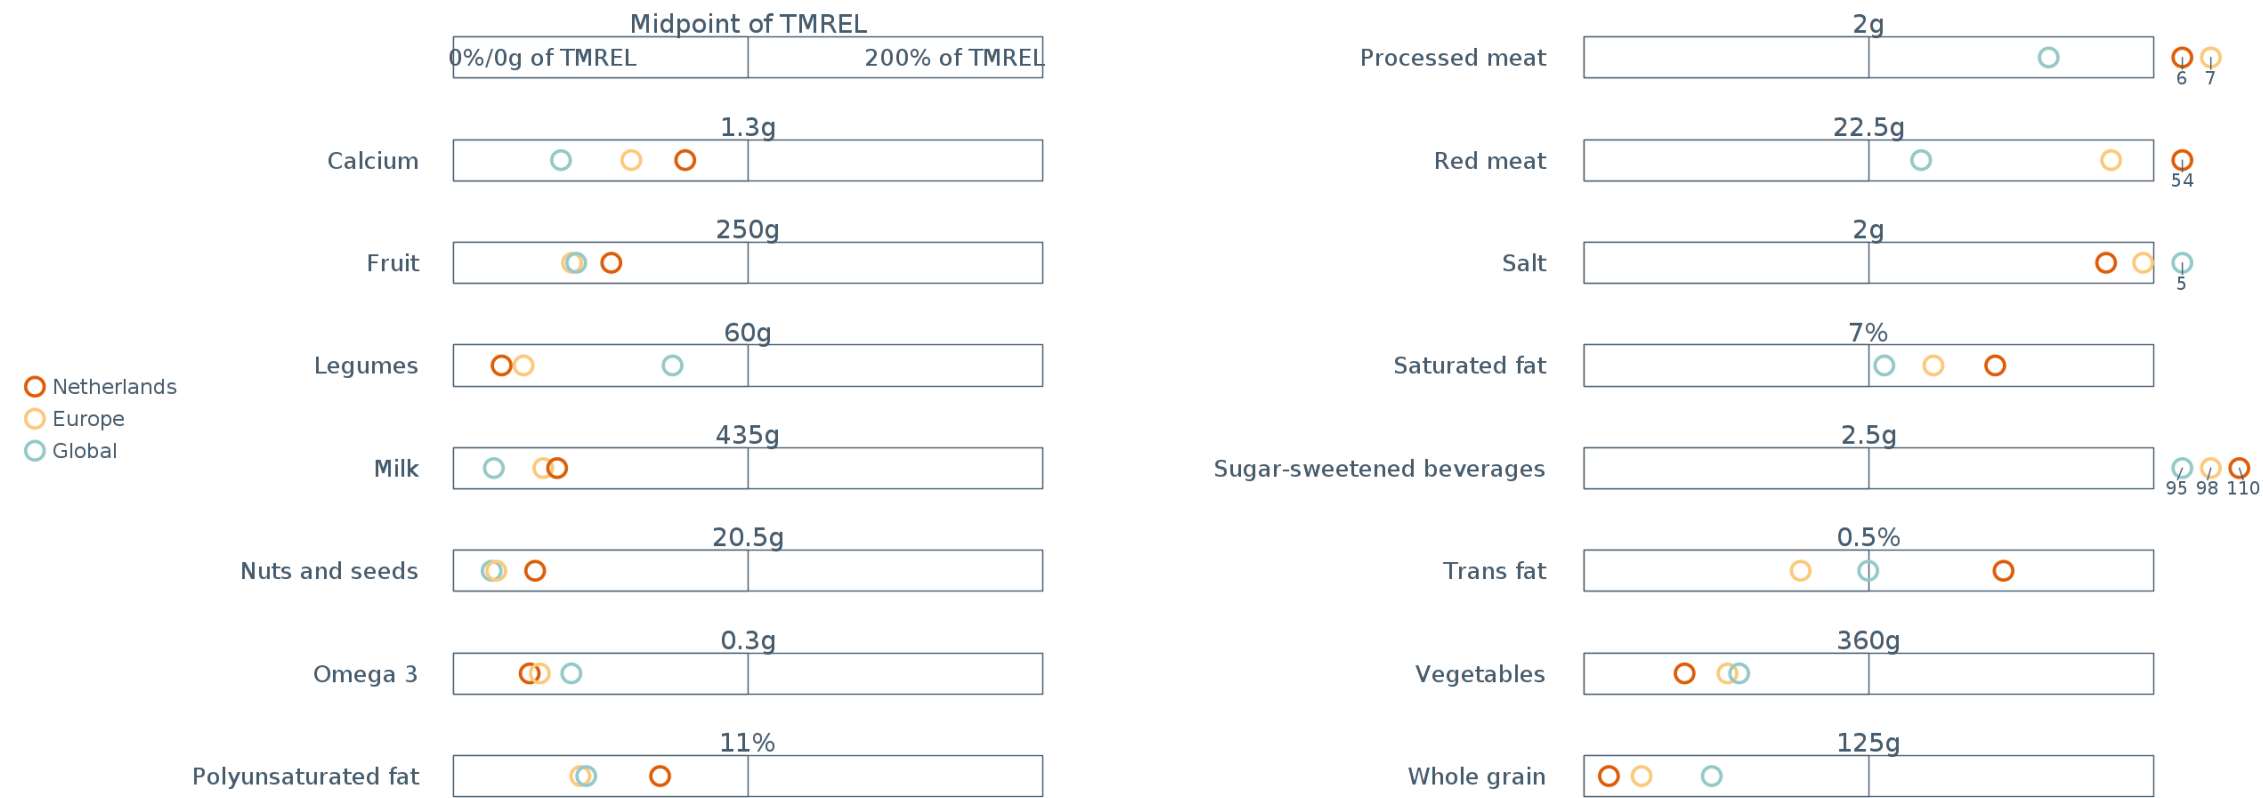 Midpoint of TMREL
0%/0g of TMREL
200% of TMREL
Calcium
1.3g
Fruit
250g
Legumes
60g
Netherlands
Europe
Global
Milk
435g
Nuts and seeds
20.5g
Omega 3
0.3g
Polyunsaturated fat
11%
Processed meat
2g
6 7
Red meat
22.5g
54
Salt
2g
5
Saturated fat
7%
Sugar-sweetened beverages
2.5g
95 98 110
Trans fat
0.5%
Vegetables
360g
Whole grain
125g